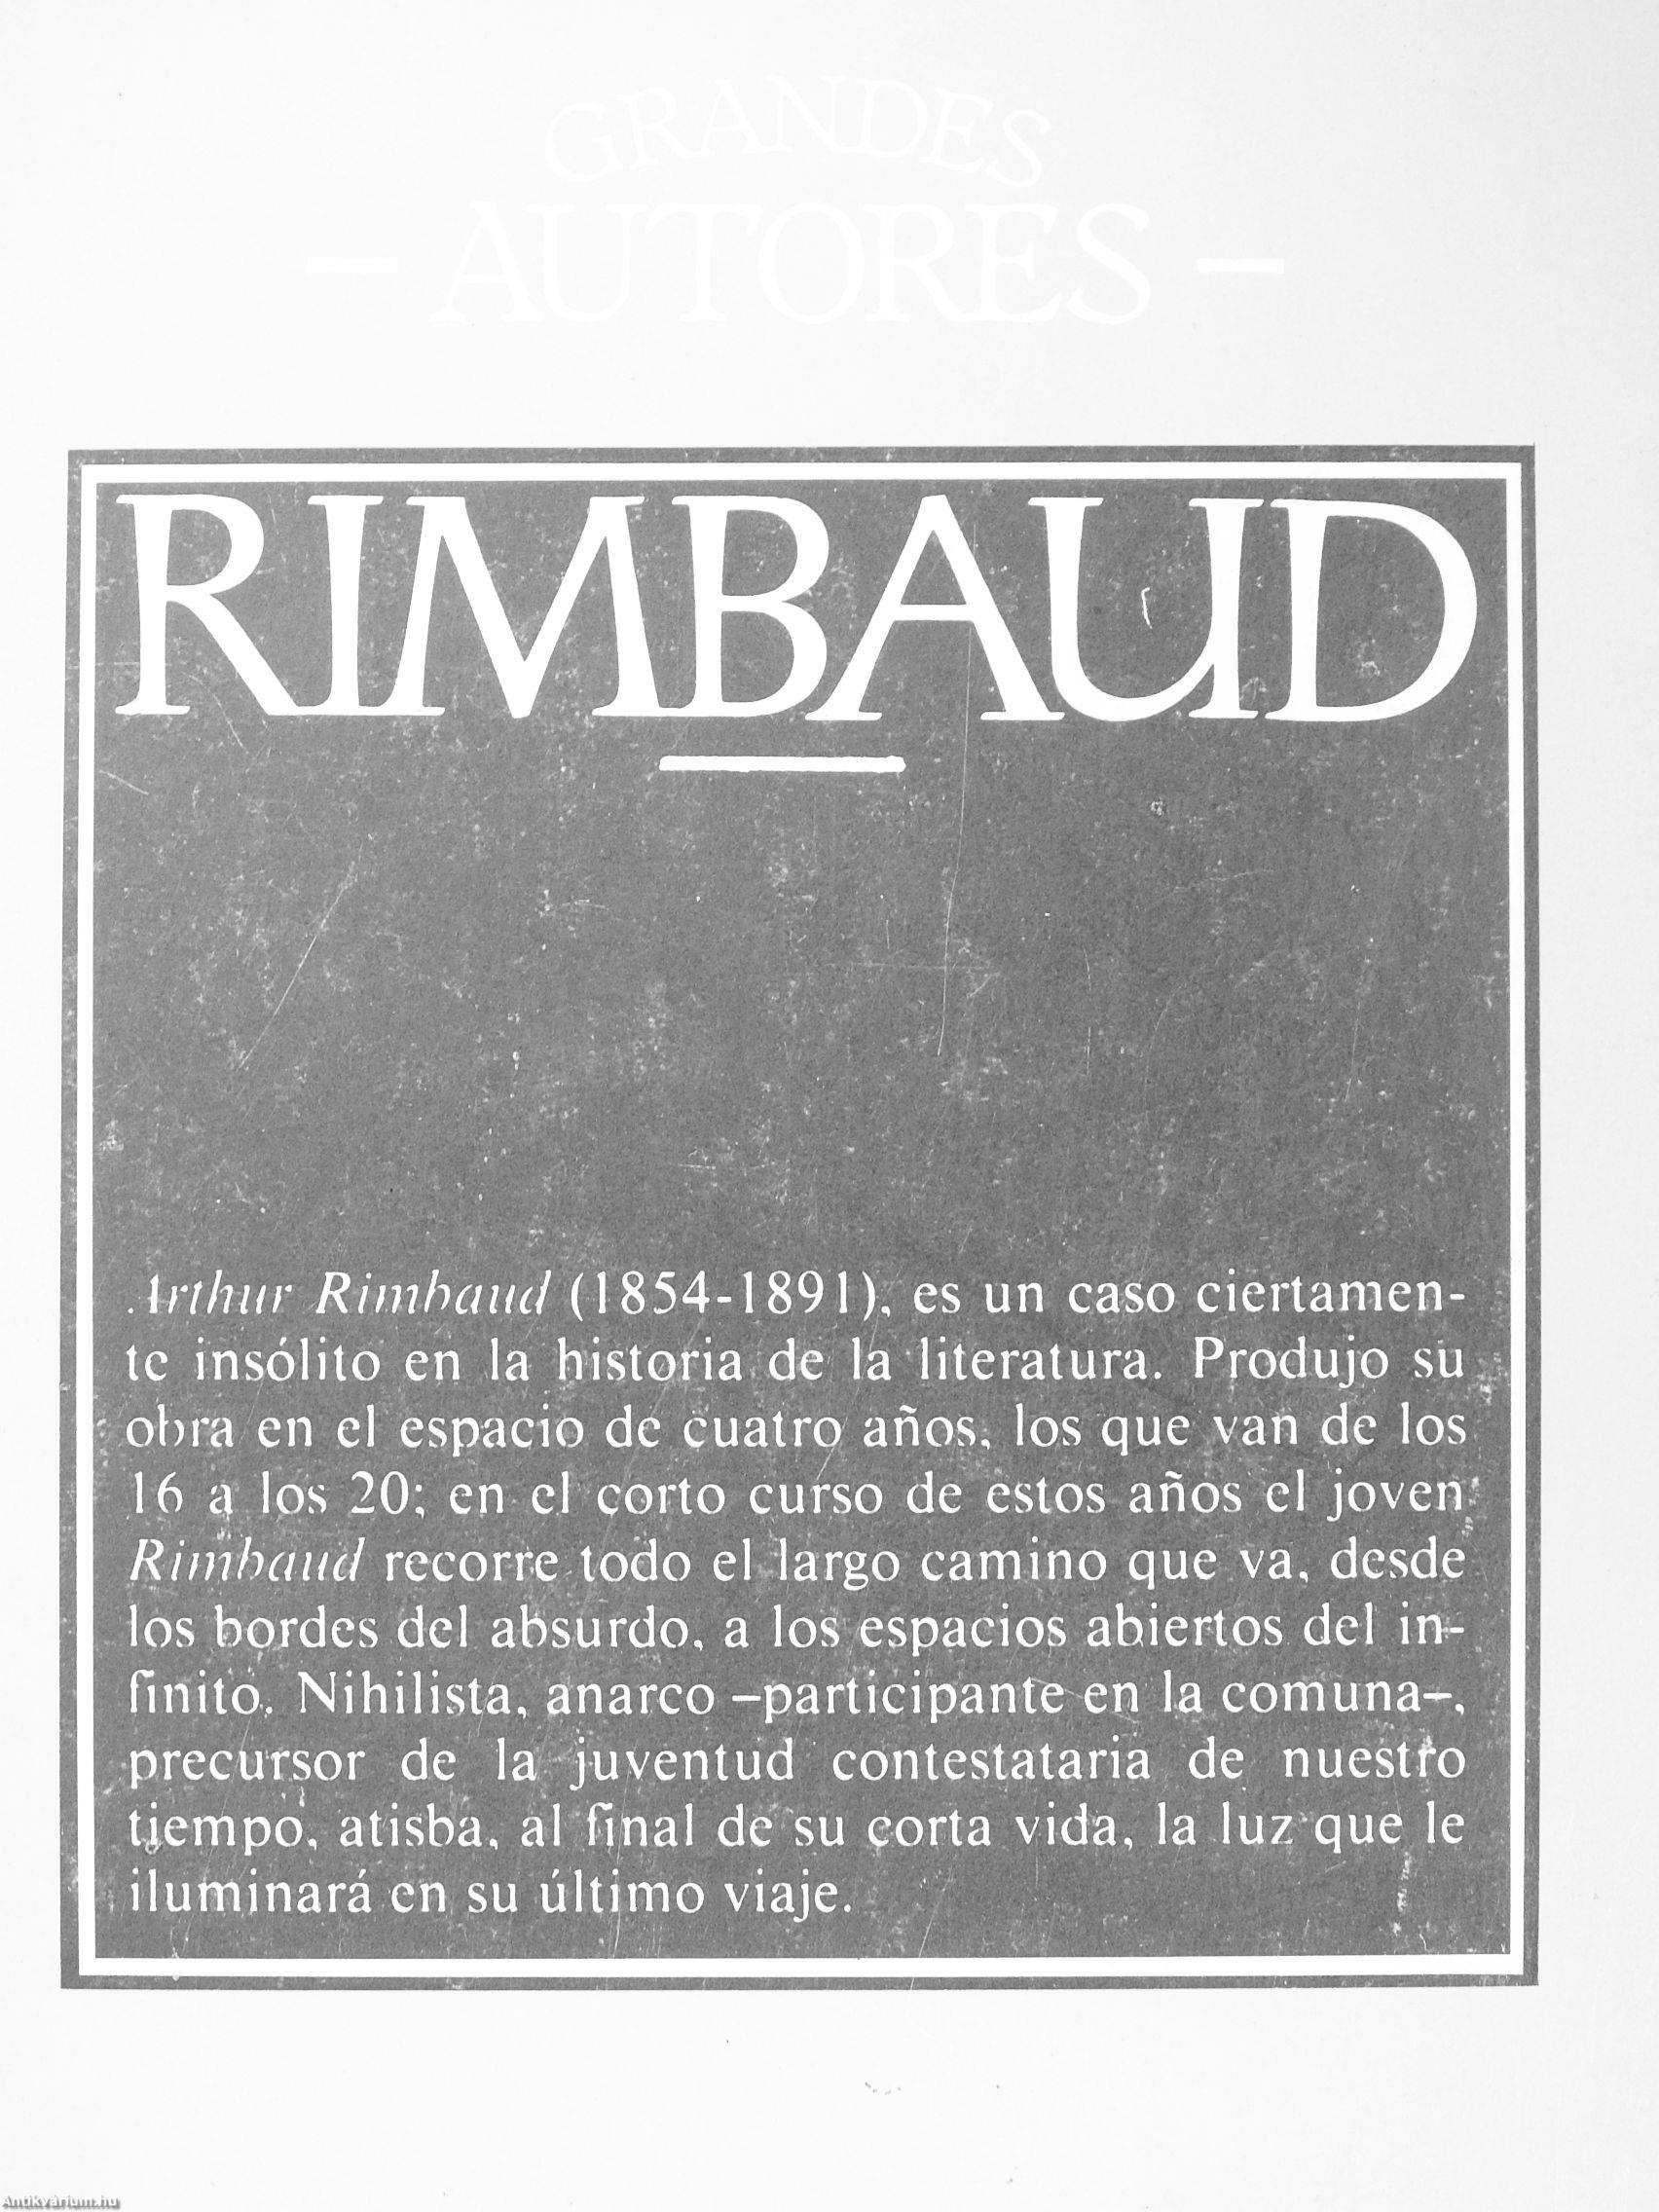 GRANDES
– AUTORES –
RIMBAUD
Arthur Rimbaud (1854-1891), es un caso ciertamen-
te insólito en la historia de la literatura. Produjo su
obra en el espacio de cuatro años, los que van de los
16 a los 20; en el corto curso de estos años el joven
Rimbaud recorre todo el largo camino que va, desde
los bordes del absurdo, a los espacios abiertos del in-
finito. Nihilista, anarco –participante en la comuna–,
precursor de la juventud contestataria de nuestro
tiempo, atisba, al final de su corta vida, la luz que le
iluminará en su último viaje.
Antikvárium.hu